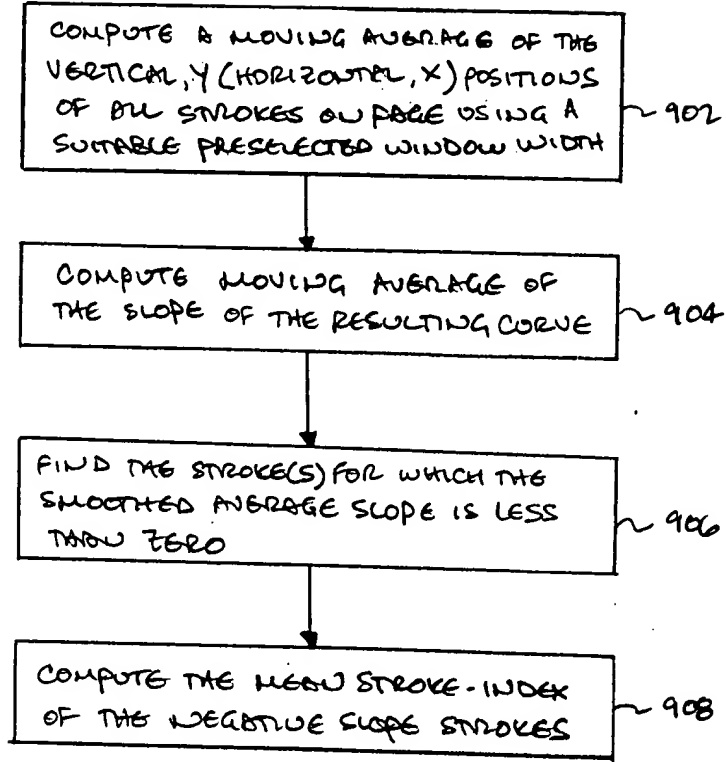 COMPUTE A MOVING AVERAGE OF THE
VERTICAL, Y (HORIZONTAL, X) POSITIONS
OF ALL STROKES ON PAGE USING A
SUITABLE PRESELECTED WINDOW WIDTH
902
COMPUTE MOVING AVERAGE OF
THE SLOPE OF THE RESULTING CURVE
904
FIND THE STROKE(S) FOR WHICH THE
SMOOTHED AVERAGE SLOPE IS LESS
THAN ZERO
906
COMPUTE THE MEAN STROKE-INDEX
OF THE NEGATIVE SLOPE STROKES
908